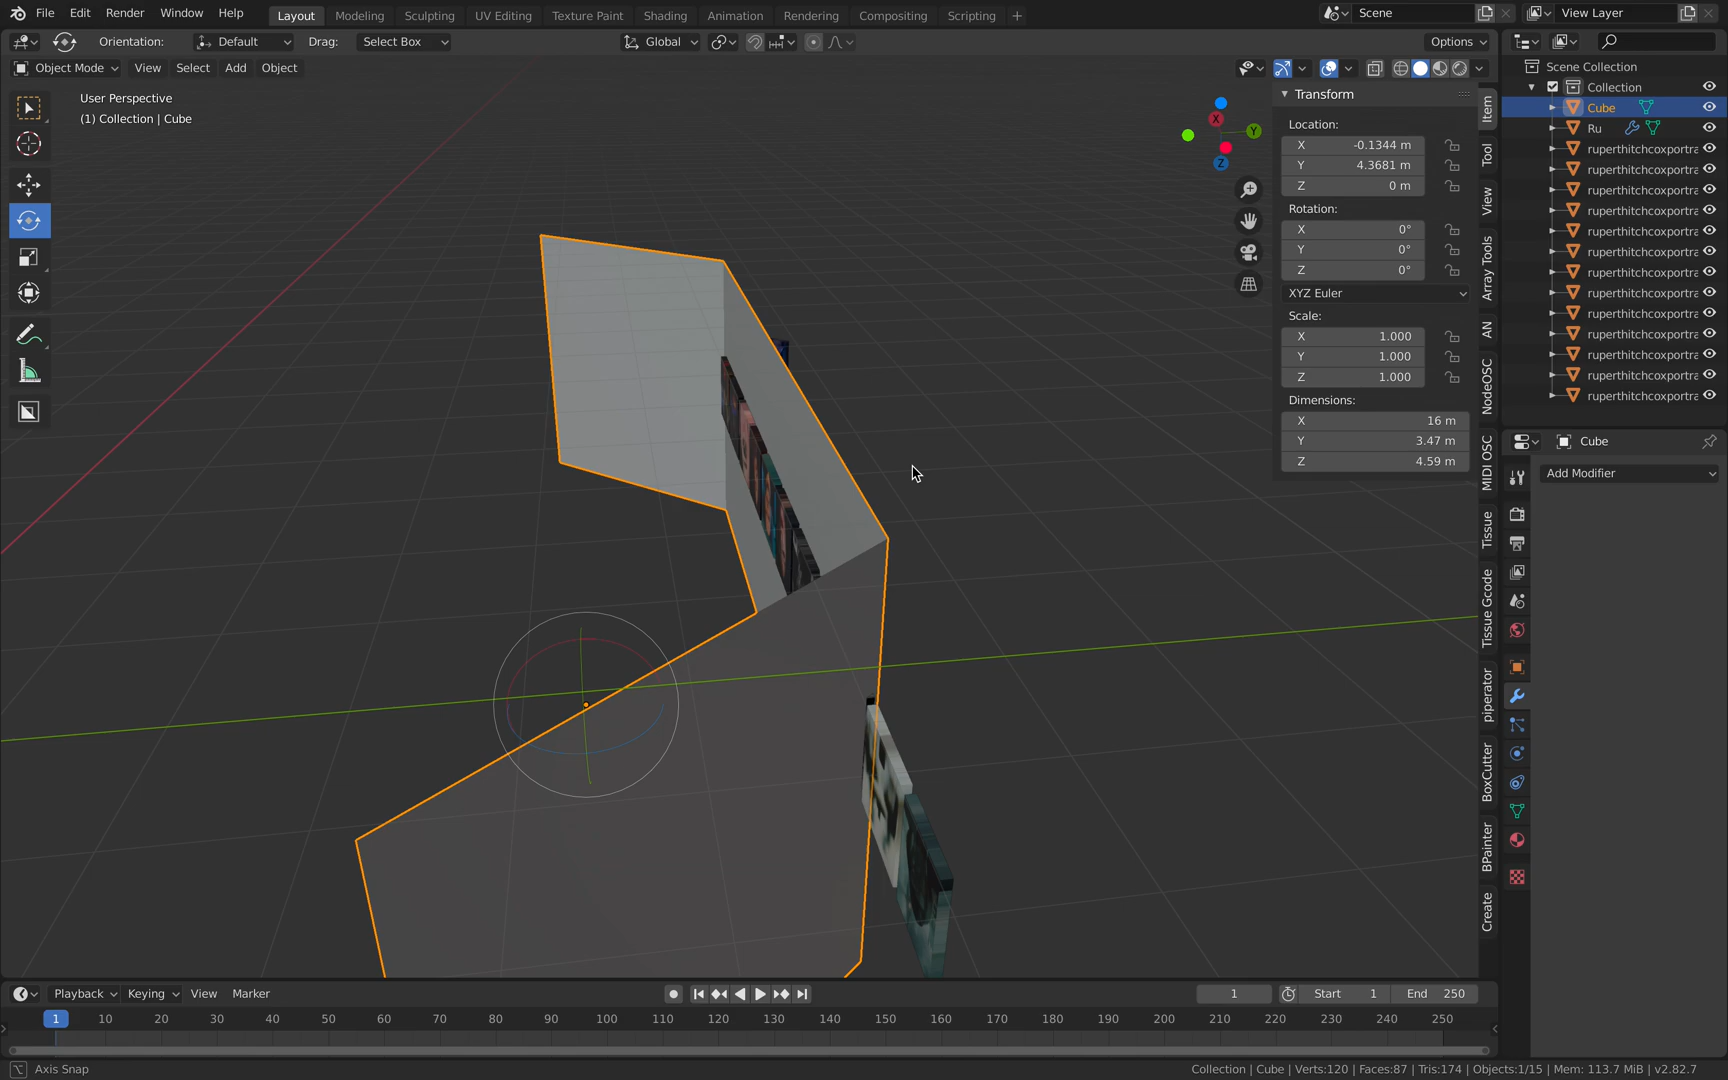 File Edit Render Window Help Layout Modeling Sculpting UV Editing Texture Paint Shading Animation Rendering Compositing Scripting + Scene View Layer
Orientation: Default Drag: Select Box Global Options
Object Mode View Select Add Object
User Perspective
(1) Collection | Cube
X
Y
Z
Transform
Location:
X -0.1344 m
Y 4.3681 m
Z 0 m
Rotation:
X 0°
Y 0°
Z 0°
XYZ Euler
Scale:
X 1.000
Y 1.000
Z 1.000
Dimensions:
X 16 m
Y 3.47 m
Z 4.59 m
Item
Tool
View
Array Tools
AN
NodeOSC
MIDI OSC
Tissue
Tissue Gcode
piperator
BoxCutter
BPainter
Create
Scene Collection
Collection
Cube
Ru
ruperthitchcoxportra
ruperthitchcoxportra
ruperthitchcoxportra
ruperthitchcoxportra
ruperthitchcoxportra
ruperthitchcoxportra
ruperthitchcoxportra
ruperthitchcoxportra
ruperthitchcoxportra
ruperthitchcoxportra
ruperthitchcoxportra
ruperthitchcoxportra
ruperthitchcoxportra
Cube
Add Modifier
Playback Keying View Marker 1 Start 1 End 250
1 10 20 30 40 50 60 70 80 90 100 110 120 130 140 150 160 170 180 190 200 210 220 230 240 250
Axis Snap Collection | Cube | Verts:120 | Faces:87 | Tris:174 | Objects:1/15 | Mem: 113.7 MiB | v2.82.7